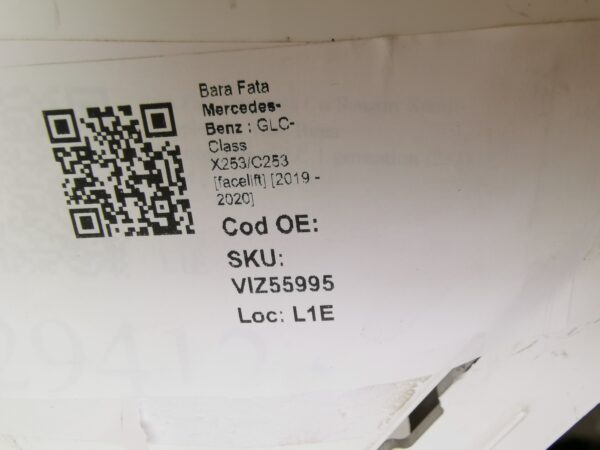 Bara Fata
Mercedes-
Benz : GLC-
Class
X253/C253
[facelift] [2019 -
2020]
Cod OE:
SKU:
VIZ55995
Loc: L1E